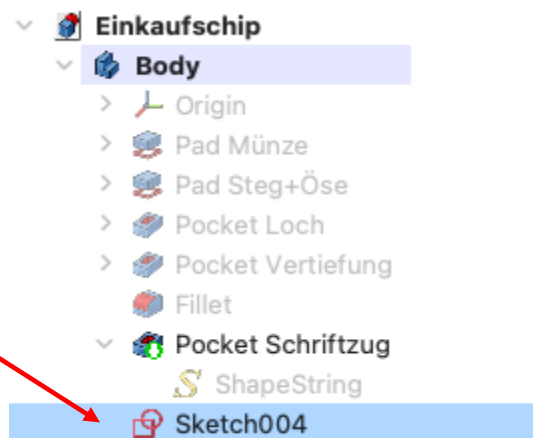 Einkaufschip
Body
Origin
Pad Münze
Pad Steg+Öse
Pocket Loch
Pocket Vertiefung
Fillet
Pocket Schriftzug
ShapeString
Sketch004